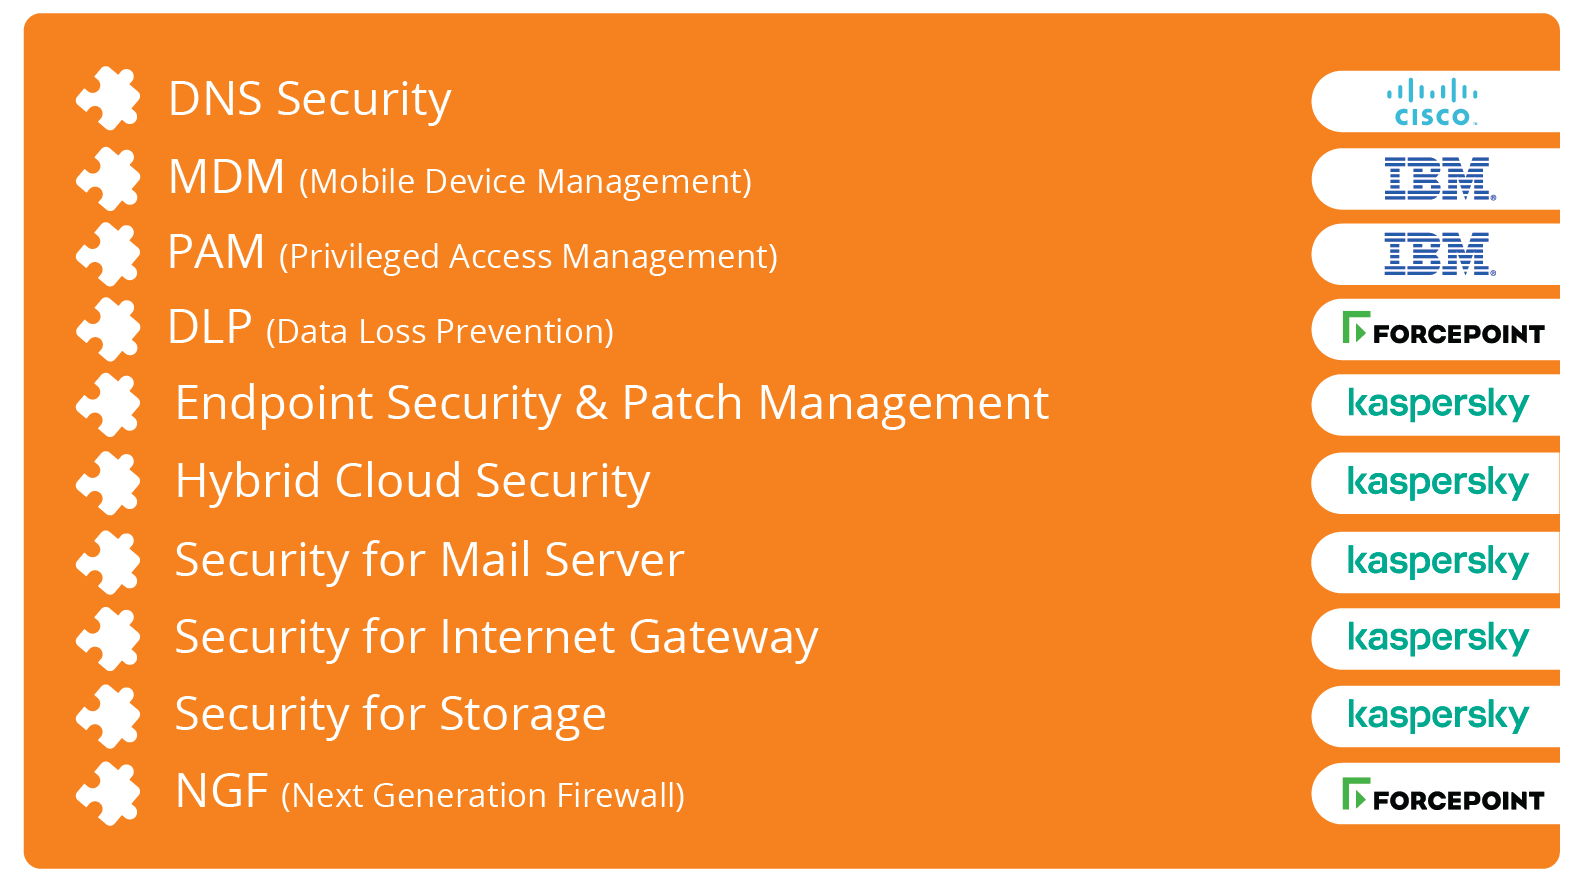 DNS Security CISCO
MDM (Mobile Device Management) IBM®
PAM (Privileged Access Management) IBM®
DLP (Data Loss Prevention) FORCEPOINT
Endpoint Security & Patch Management kaspersky
Hybrid Cloud Security kaspersky
Security for Mail Server kaspersky
Security for Internet Gateway kaspersky
Security for Storage kaspersky
NGF (Next Generation Firewall) FORCEPOINT